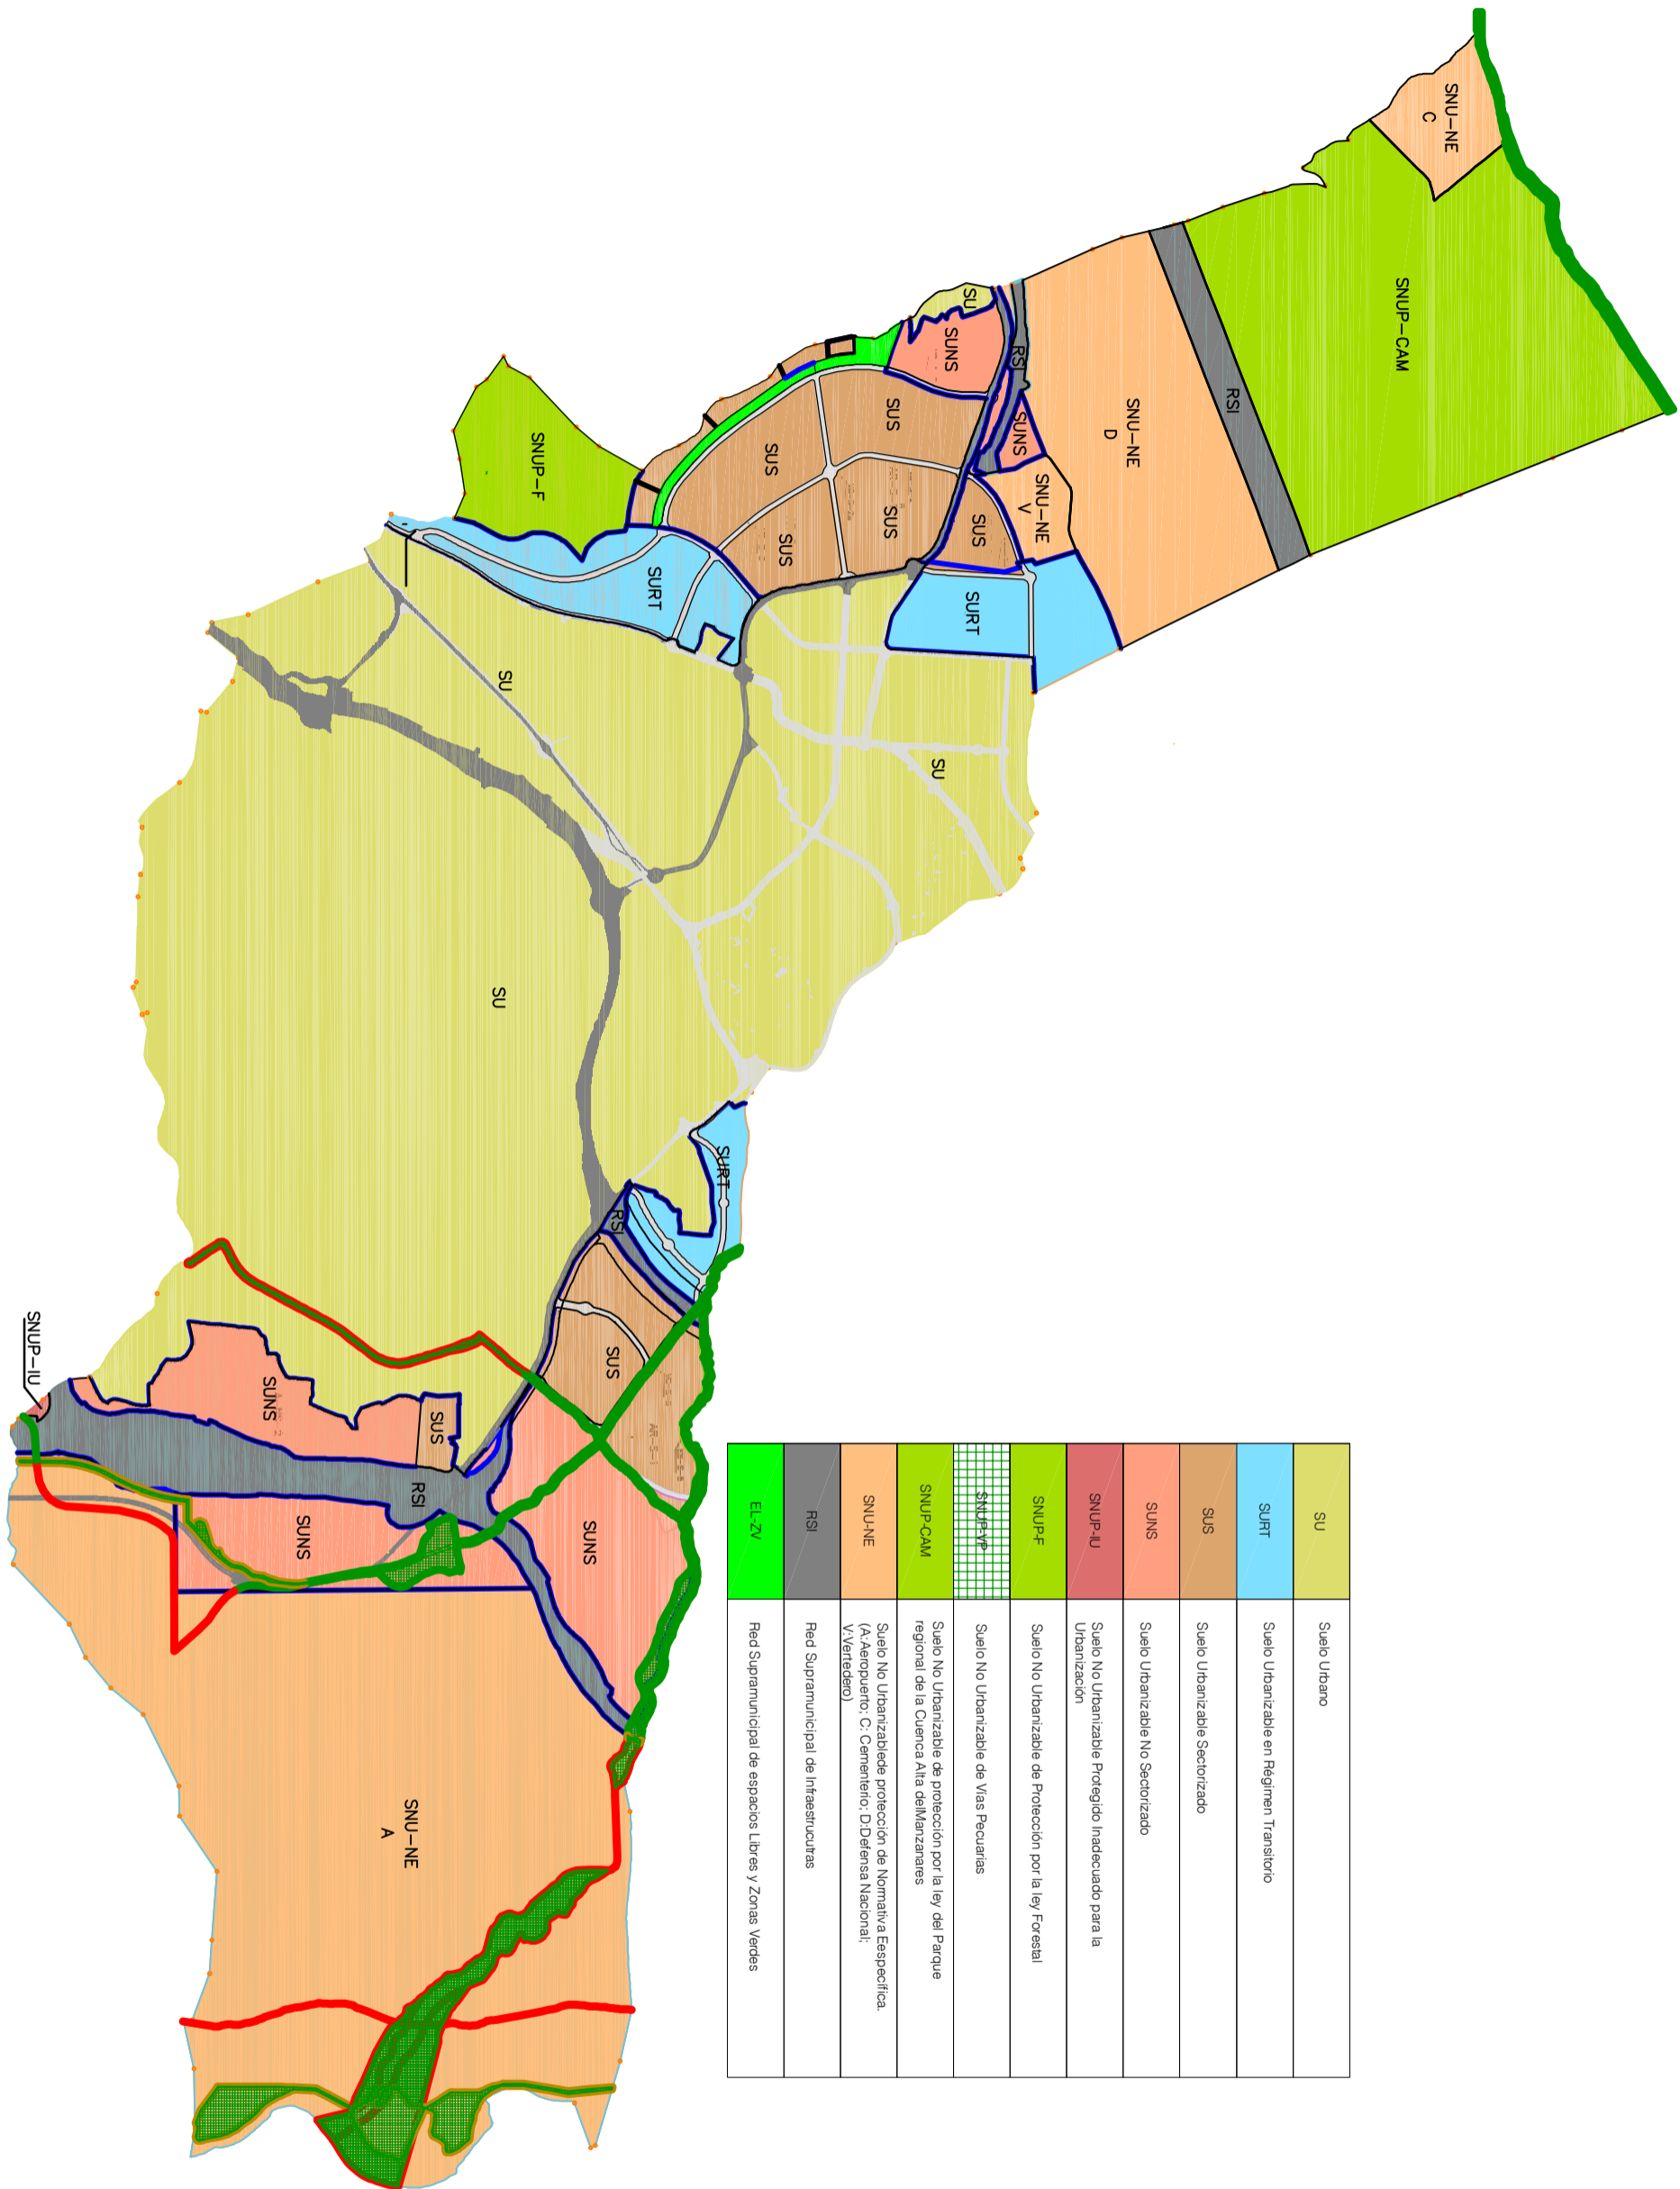 SNU-NE
C
SNUP-CAM
RSI
SNU-NE
D
SU
SUNS
RSI
SUNS
SNU-NE
V
SUS
SUS
SUS
SUS
SUS
SURT
SURT
SNUP-F
SU
SU
SU
SURT
RSI
SUS
AR-S-1
SUNS
SUS
SNUP-IU
RSI
SUNS
SUNS
SNU-NE
A
SU
Suelo Urbano
SURT
Suelo Urbanizable en Régimen Transitorio
SUS
Suelo Urbanizable Sectorizado
SUNS
Suelo Urbanizable No Sectorizado
SNUP-IU
Suelo No Urbanizable Protegido Inadecuado para la
Urbanización
SNUP-F
Suelo No Urbanizable de Protección por la ley Forestal
SNUP-VP
Suelo No Urbanizable de Vías Pecuarias
SNUP-CAM
Suelo No Urbanizable de protección por la ley del Parque
regional de la Cuenca Alta delManzanares
SNU-NE
Suelo No Urbanizablede protección de Normativa Eespecífica.
(A:Aeropuerto; C: Cementerio; D:Defensa Nacional;
V:Vertedero)
RSI
Red Supramunicipal de Infraestrucutras
EL-ZV
Red Supramunicipal de espacios Libres y Zonas Verdes